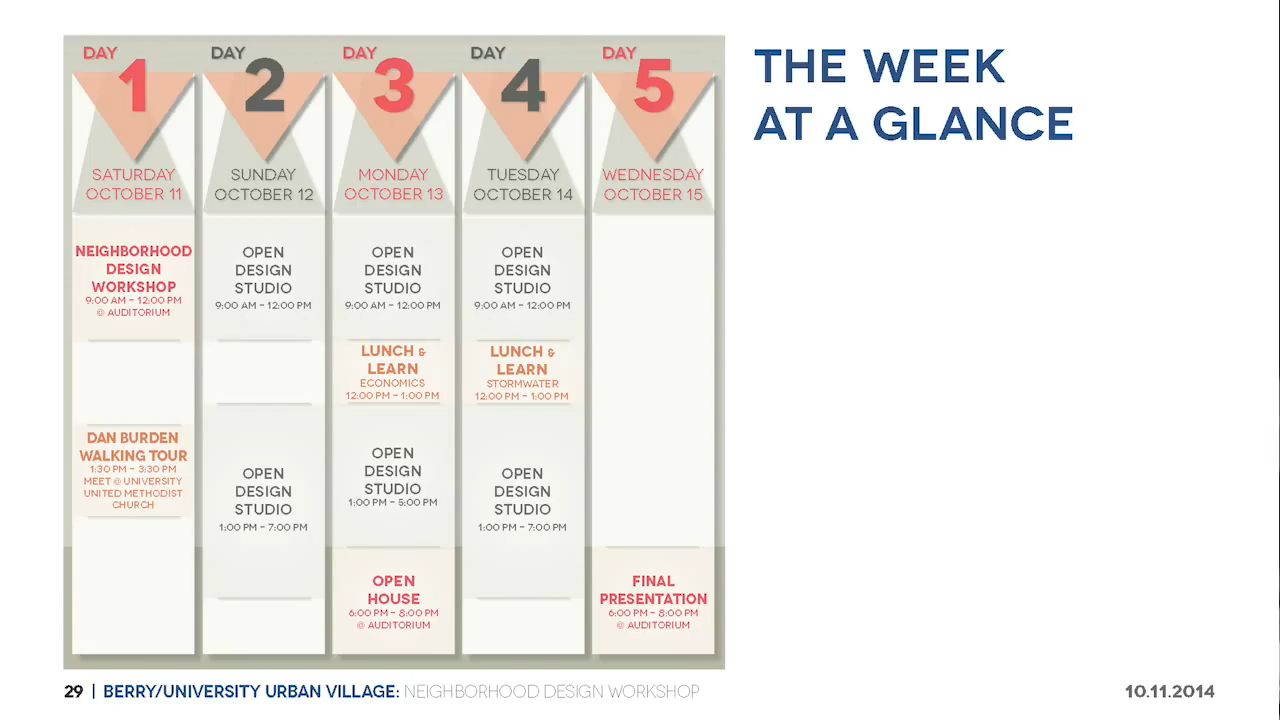 THE WEEK
AT A GLANCE
DAY
1
SATURDAY
OCTOBER 11
NEIGHBORHOOD
DESIGN
WORKSHOP
9:00 AM – 12:00 PM
@ AUDITORIUM
DAN BURDEN
WALKING TOUR
1:30 PM – 3:30 PM
MEET @ UNIVERSITY
UNITED METHODIST
CHURCH
DAY
2
SUNDAY
OCTOBER 12
OPEN
DESIGN
STUDIO
9:00 AM – 12:00 PM
OPEN
DESIGN
STUDIO
1:00 PM – 7:00 PM
DAY
3
MONDAY
OCTOBER 13
OPEN
DESIGN
STUDIO
9:00 AM – 12:00 PM
LUNCH &
LEARN
ECONOMICS
12:00 PM – 1:00 PM
OPEN
DESIGN
STUDIO
1:00 PM – 5:00 PM
OPEN
HOUSE
6:00 PM – 8:00 PM
@ AUDITORIUM
DAY
4
TUESDAY
OCTOBER 14
OPEN
DESIGN
STUDIO
9:00 AM – 12:00 PM
LUNCH &
LEARN
STORMWATER
12:00 PM – 1:00 PM
OPEN
DESIGN
STUDIO
1:00 PM – 7:00 PM
DAY
5
WEDNESDAY
OCTOBER 15
FINAL
PRESENTATION
6:00 PM – 8:00 PM
@ AUDITORIUM
29 | BERRY/UNIVERSITY URBAN VILLAGE: NEIGHBORHOOD DESIGN WORKSHOP
10.11.2014